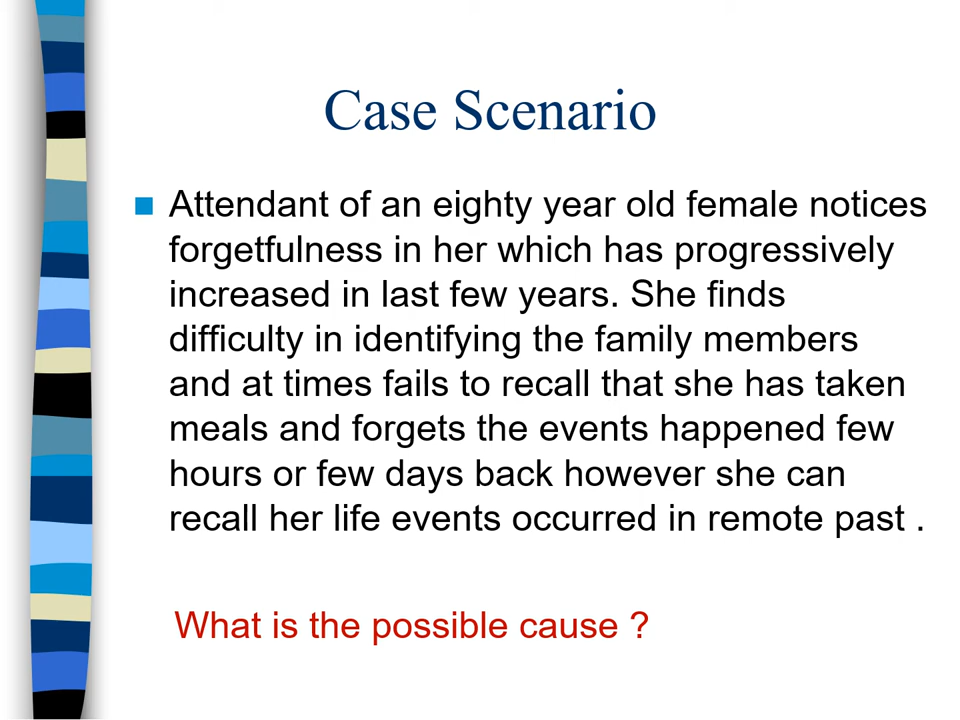 Case Scenario
Attendant of an eighty year old female notices
forgetfulness in her which has progressively
increased in last few years. She finds
difficulty in identifying the family members
and at times fails to recall that she has taken
meals and forgets the events happened few
hours or few days back however she can
recall her life events occurred in remote past .
What is the possible cause ?